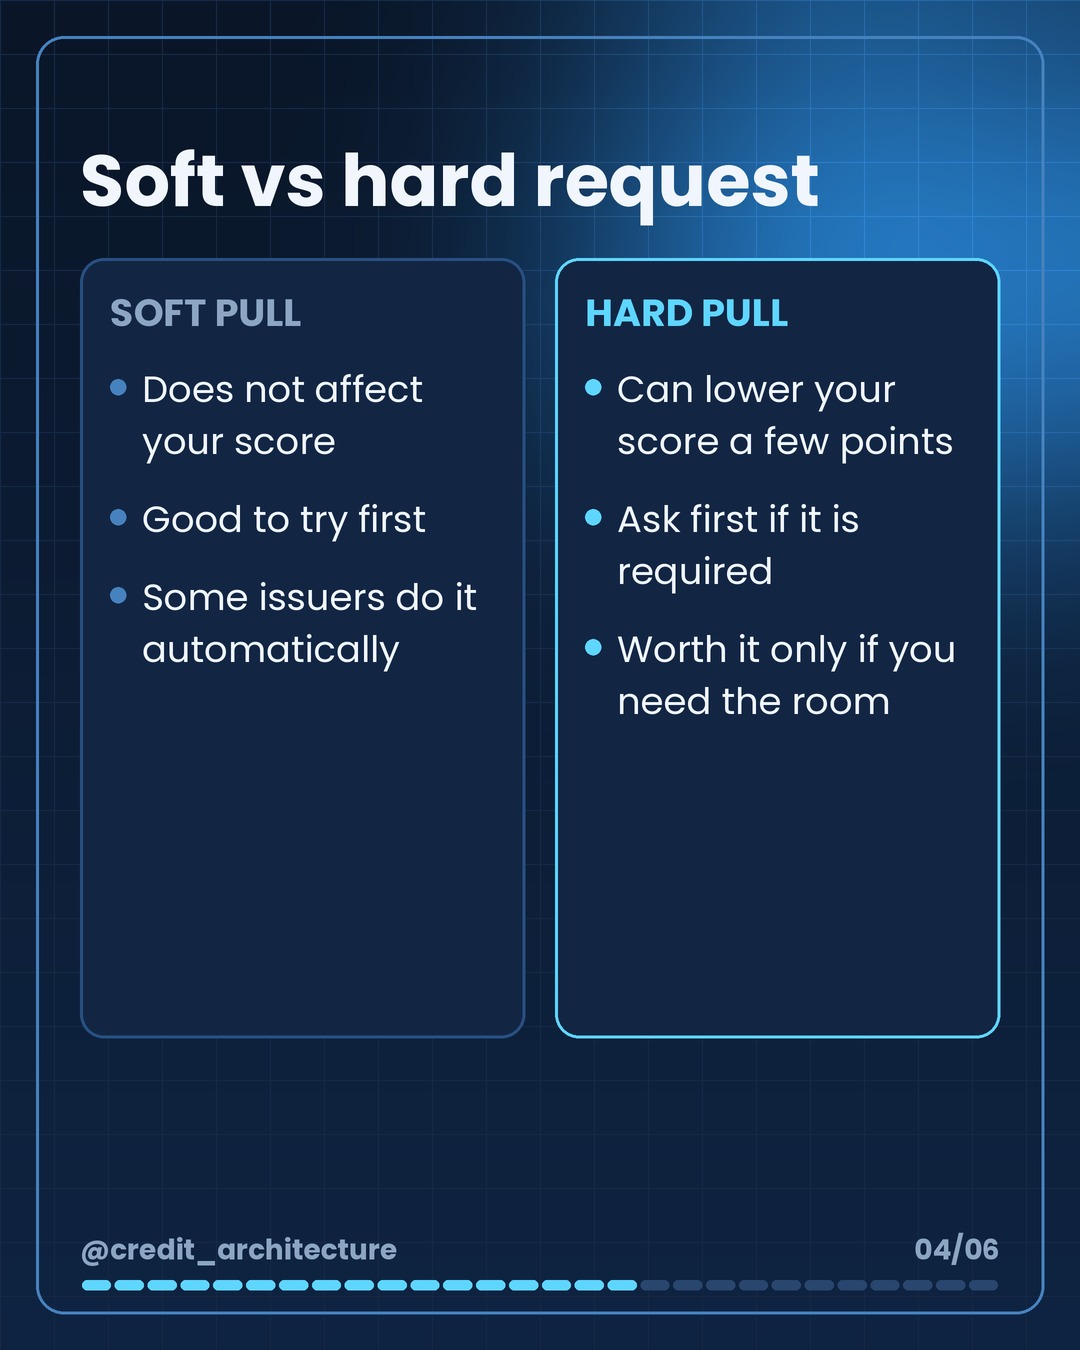 Soft vs hard request
SOFT PULL
Does not affect
your score
Good to try first
Some issuers do it
automatically
HARD PULL
Can lower your
score a few points
Ask first if it is
required
Worth it only if you
need the room
@credit_architecture
04/06